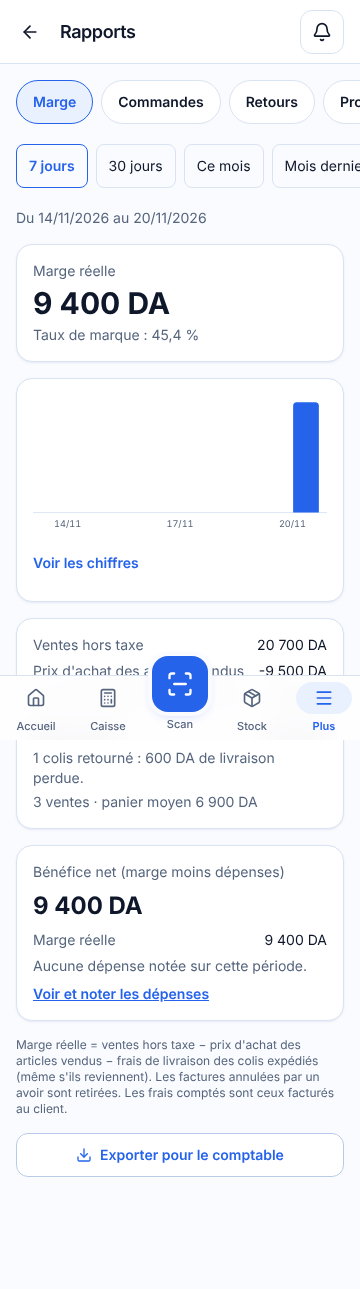 Rapports
Marge
Commandes
Retours
7 jours
30 jours
Ce mois
Mois
Du 14/11/2026 au 20/11/2026
Marge réelle
9 400 DA
Taux de marque : 45,4 %
14/11
17/11
20/11
Voir les chiffres
Ventes hors taxe
20 700 DA
Prix d'achat des
-9 500 DA
Accueil
Caisse
Scan
Stock
Plus
1 colis retourné : 600 DA de livraison
perdue.
3 ventes · panier moyen 6 900 DA
Bénéfice net (marge moins dépenses)
9 400 DA
Marge réelle
9 400 DA
Aucune dépense notée sur cette période.
Voir et noter les dépenses
Marge réelle = ventes hors taxe − prix d'achat des
articles vendus − frais de livraison des colis expédiés
(même s'ils reviennent). Les factures annulées par un
avoir sont retirées. Les frais comptés sont ceux facturés
au client.
Exporter pour le comptable